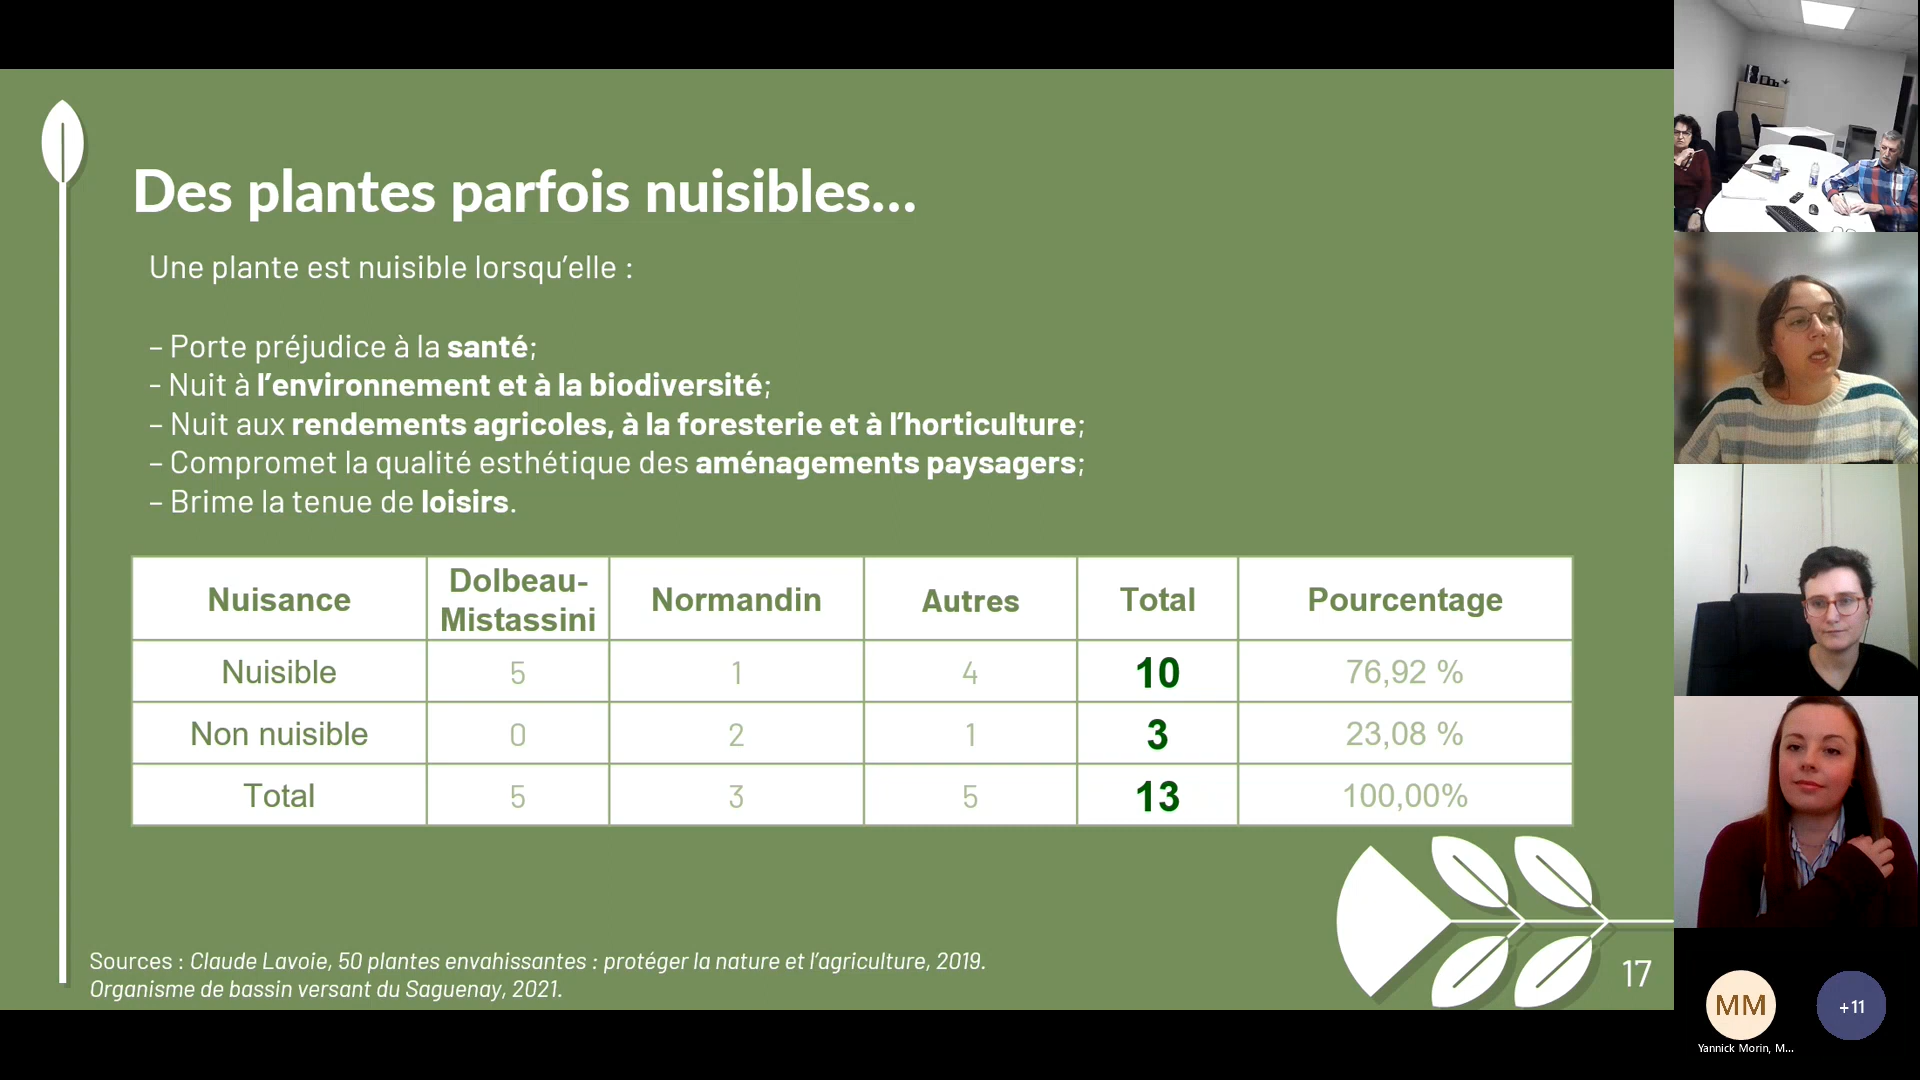 Des plantes parfois nuisibles...
Une plante est nuisible lorsqu'elle :
– Porte préjudice à la santé;
- Nuit à l'environnement et à la biodiversité;
– Nuit aux rendements agricoles, à la foresterie et à l'horticulture;
– Compromet la qualité esthétique des aménagements paysagers;
– Brime la tenue de loisirs.
Nuisance Dolbeau-Mistassini Normandin Autres Total Pourcentage
Nuisible 5 1 4 10 76,92 %
Non nuisible 0 2 1 3 23,08 %
Total 5 3 5 13 100,00%
Sources : Claude Lavoie, 50 plantes envahissantes : protéger la nature et l'agriculture, 2019.
Organisme de bassin versant du Saguenay, 2021.
17
MM
+11
Yannick Morin, M...